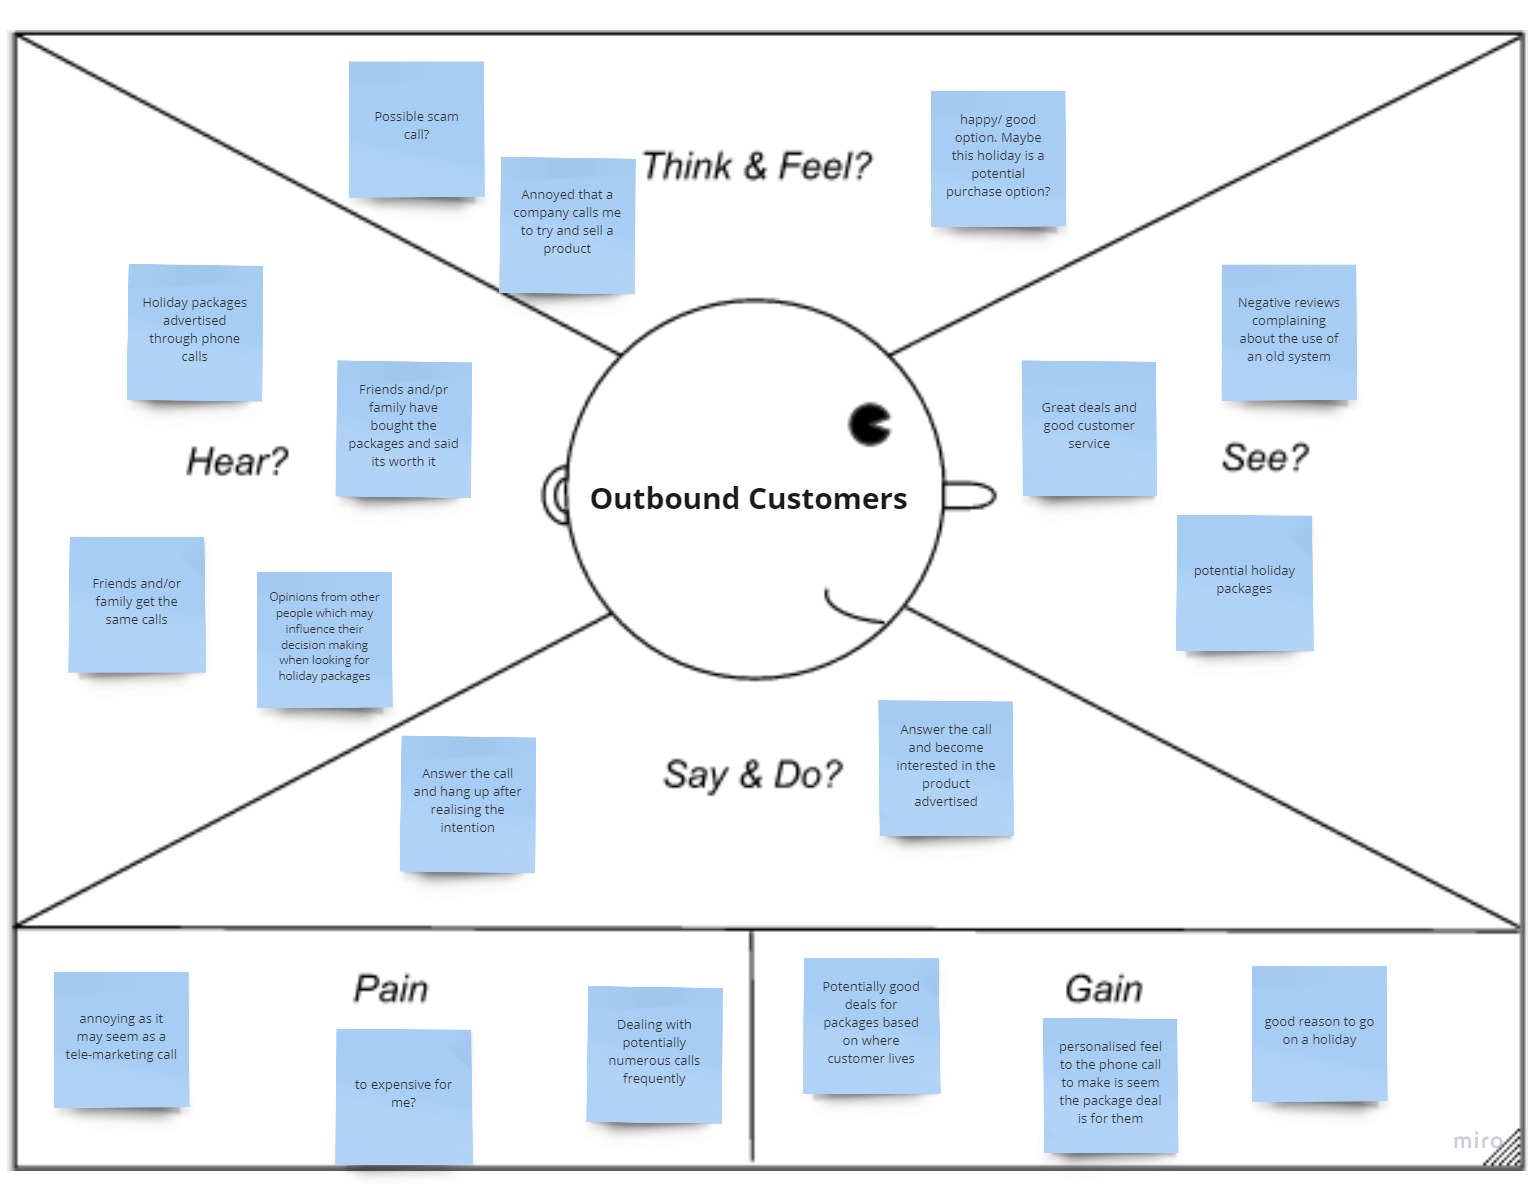 Possible scam
call?
Think & Feel?
Annoyed that a
company calls me
to try and sell a
product
happy/ good
option. Maybe
this holiday is a
potential
purchase option?
Holiday packages
advertised
through phone
calls
Friends and/pr
family have
bought the
packages and said
its worth it
Hear?
Friends and/or
family get the
same calls
Opinions from other
people which may
influence their
decision making
when looking for
holiday packages
Outbound Customers
Negative reviews
complaining
about the use of
an old system
Great deals and
good customer
service
See?
potential holiday
packages
Answer the call
and hang up after
realising the
intention
Say & Do?
Answer the call
and become
interested in the
product
advertised
Pain
annoying as it
may seem as a
tele-marketing call
to expensive for
me?
Dealing with
potentially
numerous calls
frequently
Gain
Potentially good
deals for
packages based
on where
customer lives
personalised feel
to the phone call
to make is seem
the package deal
is for them
good reason to go
on a holiday
miro